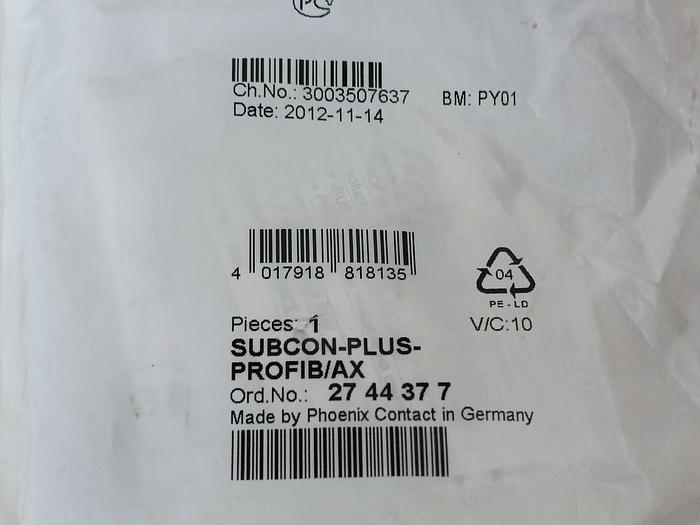 PC
Ch.No.: 3003507637 BM: PY01
Date: 2012-11-14
4 017918 818135
04
PE-LD
Pieces: 1
V/C:10
SUBCON-PLUS-
PROFIB/AX
Ord.No.: 27 44 37 7
Made by Phoenix Contact in Germany